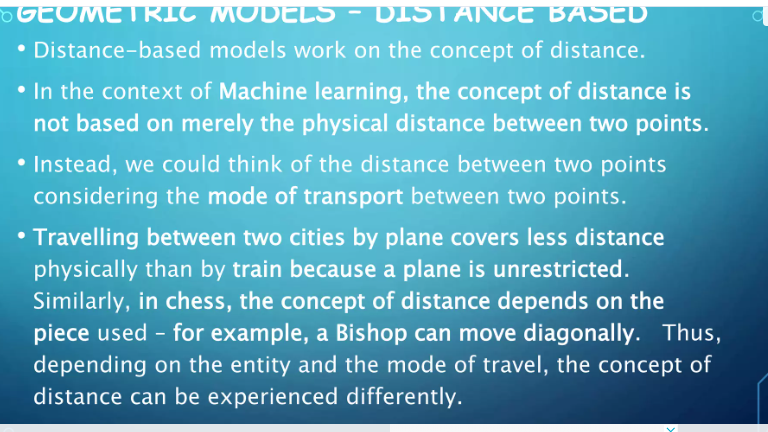 GEOMETRIC MODELS – DISTANCE BASED
• Distance-based models work on the concept of distance.
• In the context of Machine learning, the concept of distance is
not based on merely the physical distance between two points.
• Instead, we could think of the distance between two points
considering the mode of transport between two points.
• Travelling between two cities by plane covers less distance
physically than by train because a plane is unrestricted.
Similarly, in chess, the concept of distance depends on the
piece used – for example, a Bishop can move diagonally. Thus,
depending on the entity and the mode of travel, the concept of
distance can be experienced differently.